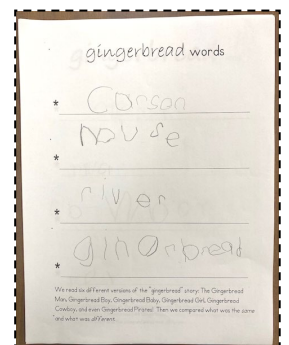 gingerbread words
* Corson
house
*
river
*
ginOrbread
*
We read six different versions of the "gingerbread" story: The Gingerbread
Man, Gingerbread Boy, Gingerbread Baby, Gingerbread Girl, Gingerbread
Cowboy, and even Gingerbread Pirates! Then we compared what was the same
and what was different.